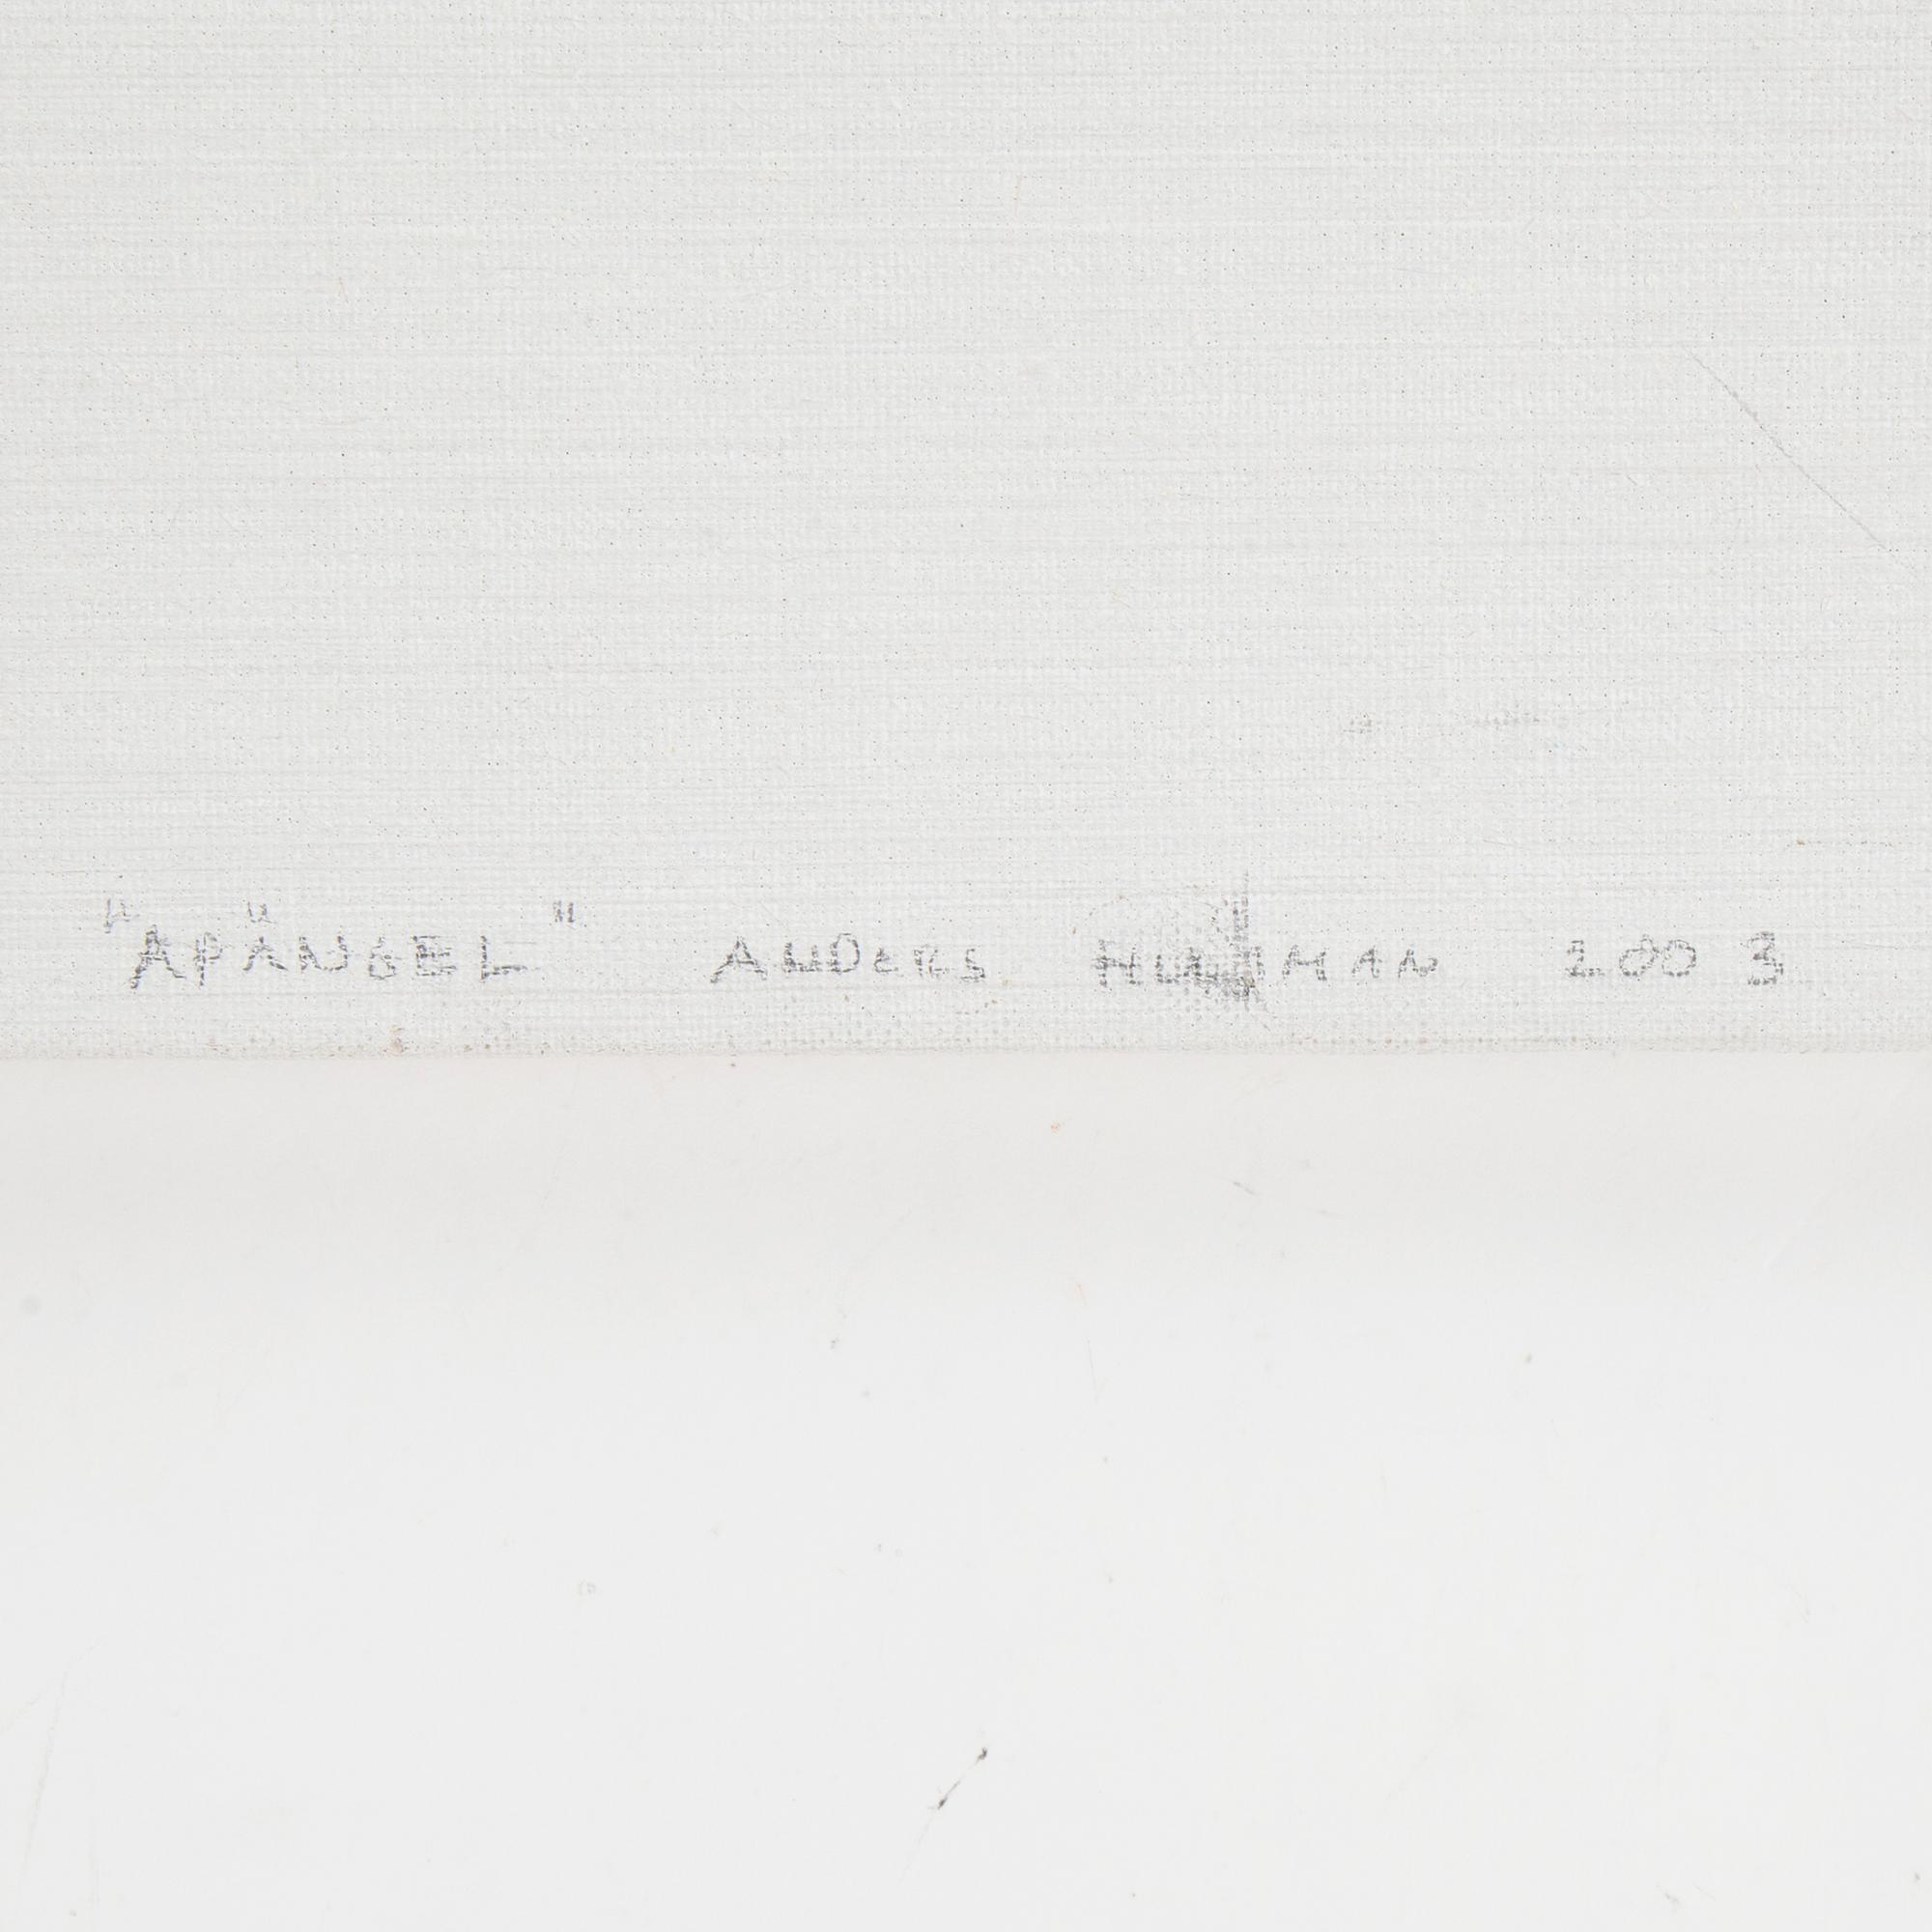 "APÄNGEL" ANDERS 2003